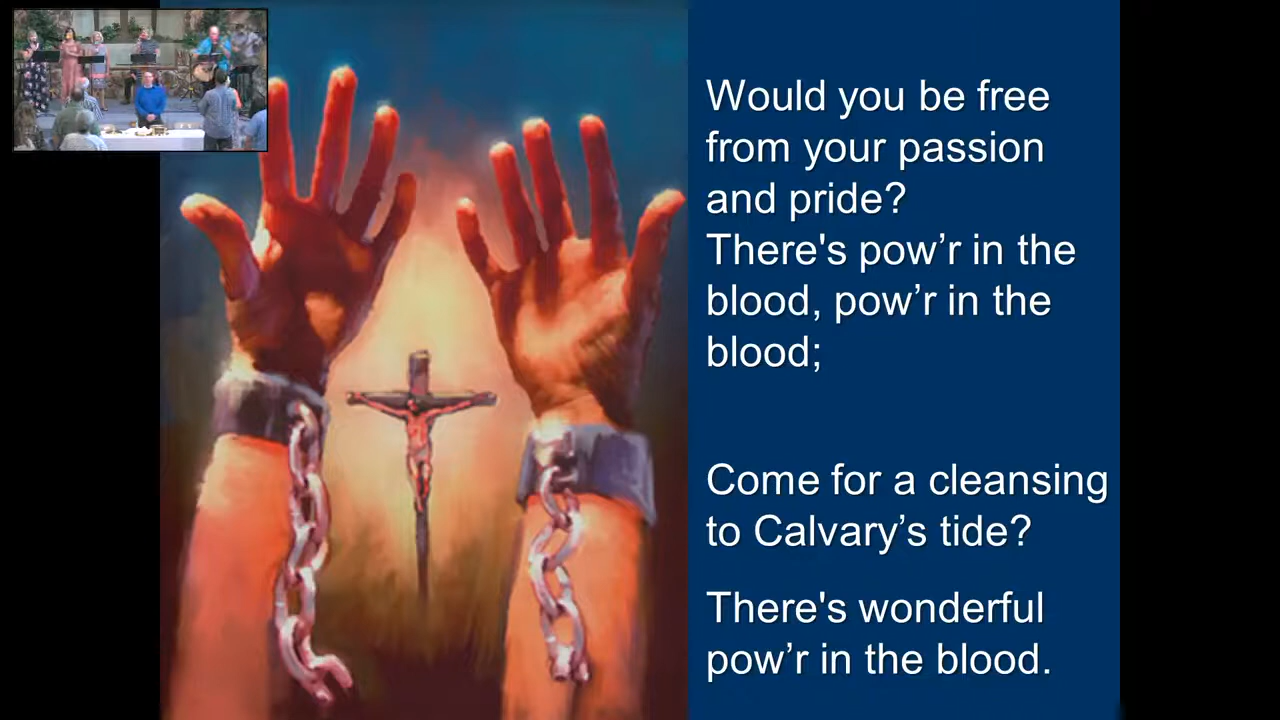 Would you be free
from your passion
and pride?
There's pow’r in the
blood, pow’r in the
blood;
Come for a cleansing
to Calvary’s tide?
There's wonderful
pow’r in the blood.